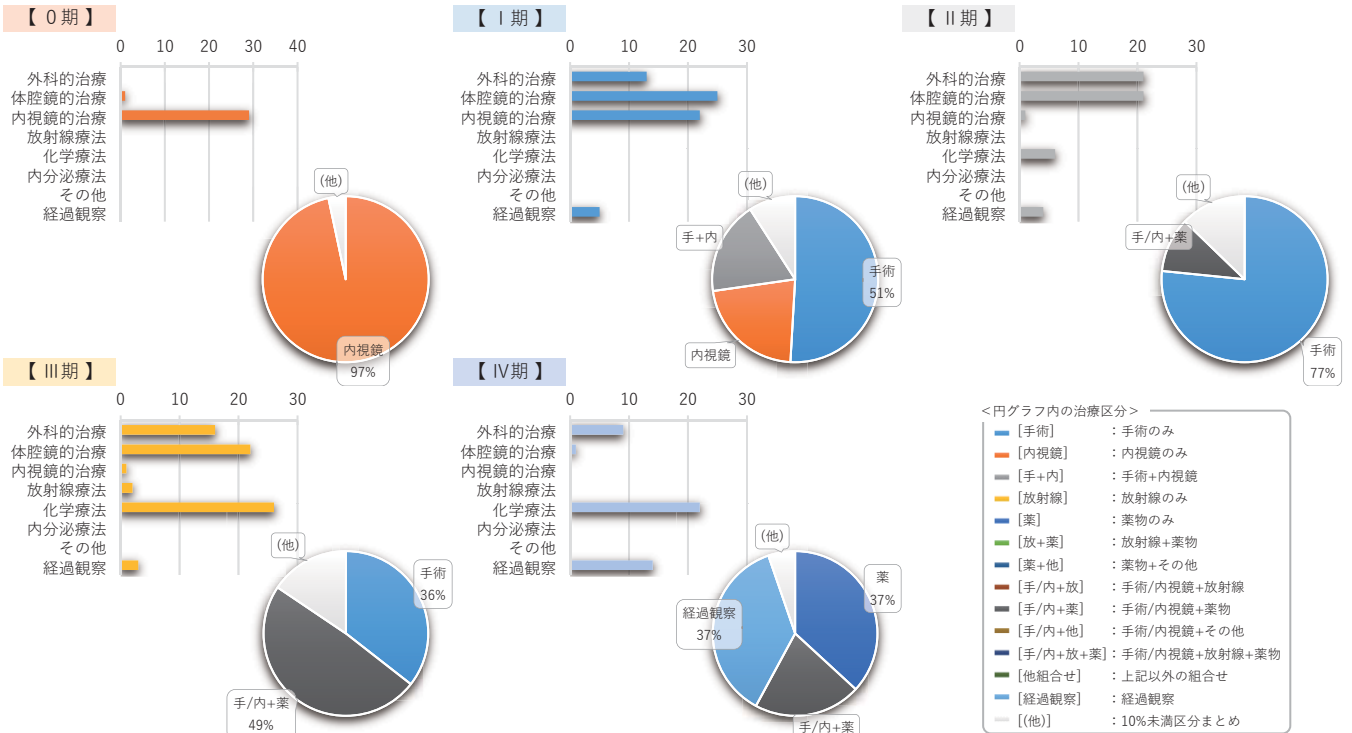 【 0期 】
0 10 20 30 40
外科的治療
体腔鏡的治療
内視鏡的治療
放射線療法
化学療法
内分泌療法
その他
経過観察
(他)
内視鏡
97%
【 I期 】
0 10 20 30
外科的治療
体腔鏡的治療
内視鏡的治療
放射線療法
化学療法
内分泌療法
その他
経過観察
(他)
手+内
手術
51%
内視鏡
【 II期 】
0 10 20 30
外科的治療
体腔鏡的治療
内視鏡的治療
放射線療法
化学療法
内分泌療法
その他
経過観察
(他)
手/内+薬
手術
77%
【 III期 】
0 10 20 30
外科的治療
体腔鏡的治療
内視鏡的治療
放射線療法
化学療法
内分泌療法
その他
経過観察
(他)
手術
36%
手/内+薬
49%
【 IV期 】
0 10 20 30
外科的治療
体腔鏡的治療
内視鏡的治療
放射線療法
化学療法
内分泌療法
その他
経過観察
(他)
薬
37%
経過観察
37%
手/内+薬
＜円グラフ内の治療区分＞
[手術] ：手術のみ
[内視鏡] ：内視鏡のみ
[手+内] ：手術+内視鏡
[放射線] ：放射線のみ
[薬] ：薬物のみ
[放+薬] ：放射線+薬物
[薬+他] ：薬物+その他
[手/内+放] ：手術/内視鏡+放射線
[手/内+薬] ：手術/内視鏡+薬物
[手/内+他] ：手術/内視鏡+その他
[手/内+放+薬]：手術/内視鏡+放射線+薬物
[他組合せ] ：上記以外の組合せ
[経過観察] ：経過観察
[(他)] ：10%未満区分まとめ